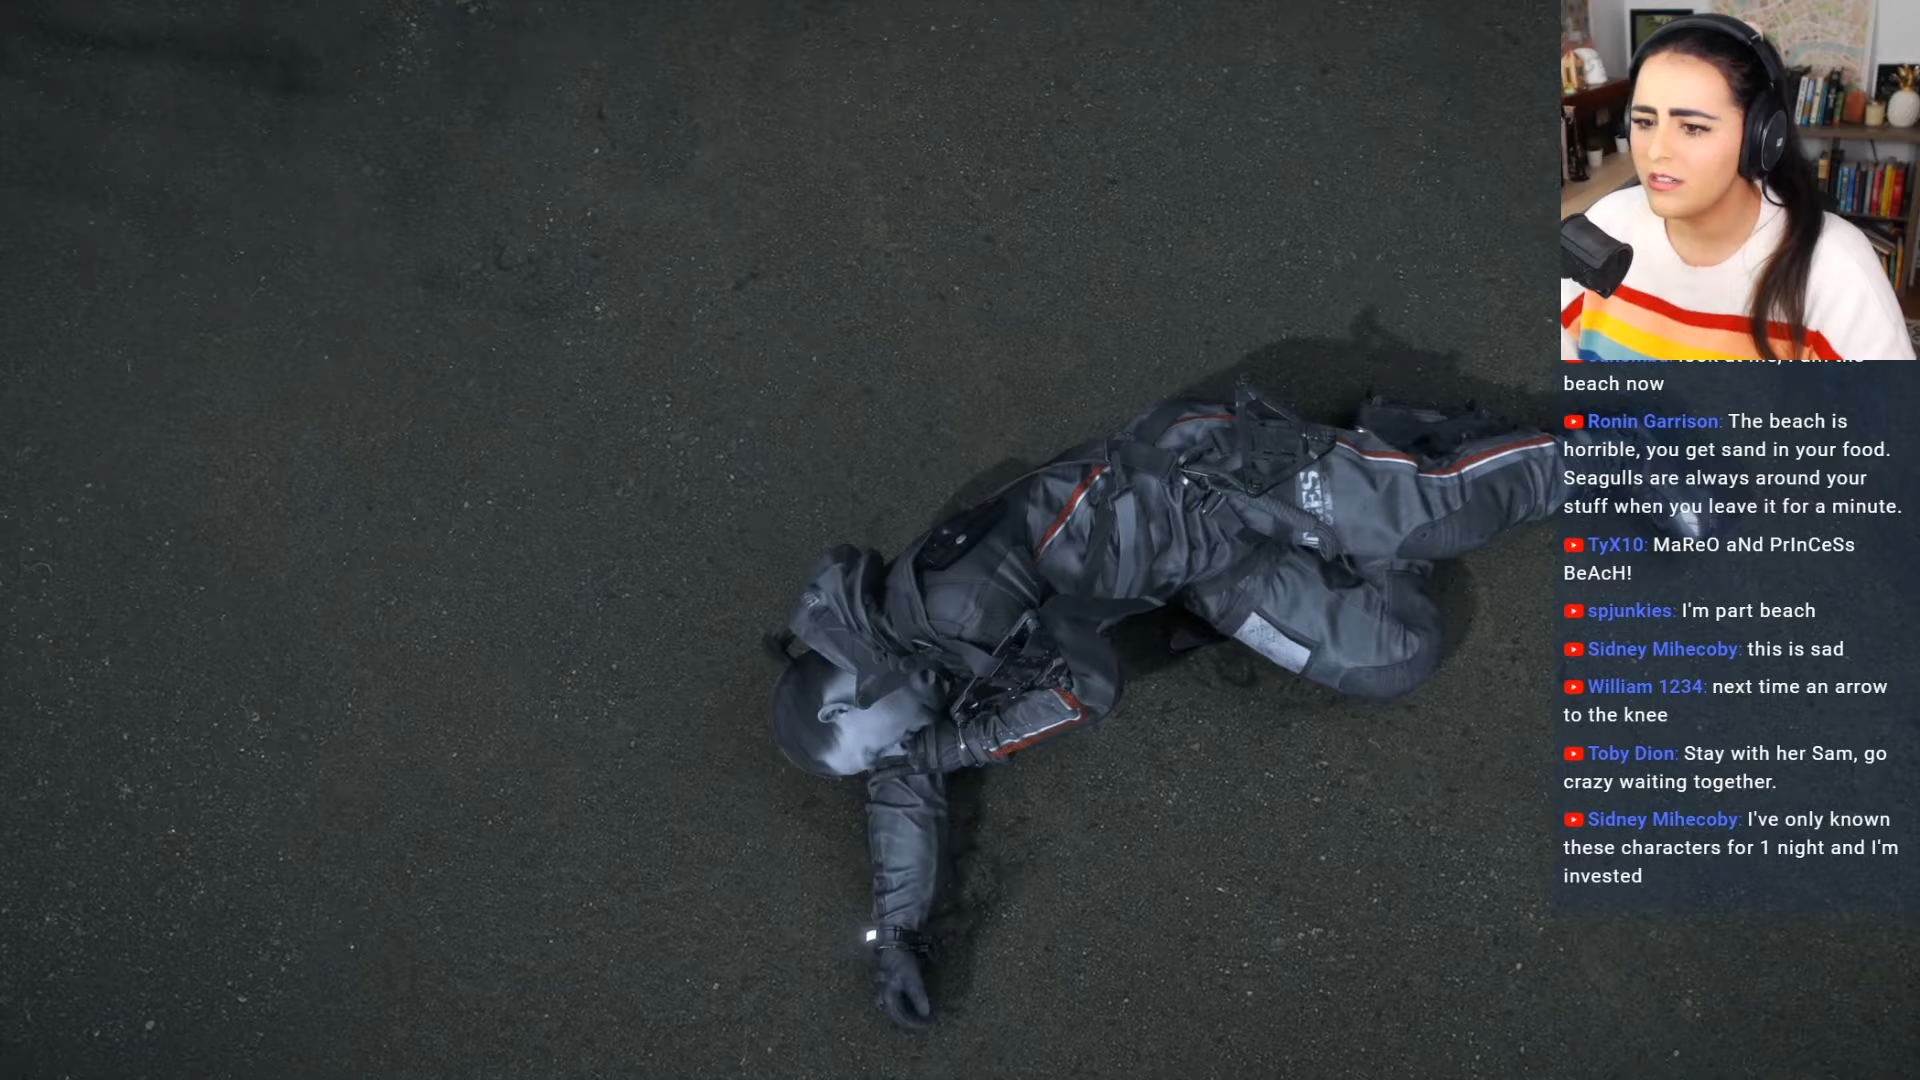 beach now
Ronin Garrison: The beach is
horrible, you get sand in your food.
Seagulls are always around your
stuff when you leave it for a minute.
TyX10: MaReO aNd PrInCeSs
BeAcH!
spjunkies: I'm part beach
Sidney Mihecoby: this is sad
William 1234: next time an arrow
to the knee
Toby Dion: Stay with her Sam, go
crazy waiting together.
Sidney Mihecoby: I've only known
these characters for 1 night and I'm
invested